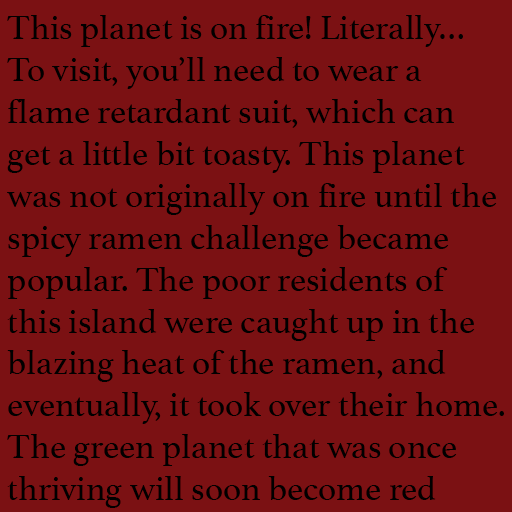 This planet is on fire! Literally...
To visit, you’ll need to wear a
flame retardant suit, which can
get a little bit toasty. This planet
was not originally on fire until the
spicy ramen challenge became
popular. The poor residents of
this island were caught up in the
blazing heat of the ramen, and
eventually, it took over their home.
The green planet that was once
thriving will soon become red